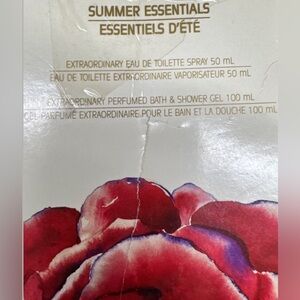 SUMMER ESSENTIALS
ESSENTIELS D'ÉTÉ
EXTRAORDINARY EAU DE TOILETTE SPRAY 50 mL
EAU DE TOILETTE EXTRAORDINAIRE VAPORISATEUR 50 mL
EXTRAORDINARY PERFUMED BATH & SHOWER GEL 100 mL
GEL PARFUMÉ EXTRAORDINAIRE POUR LE BAIN ET LA DOUCHE 100 mL